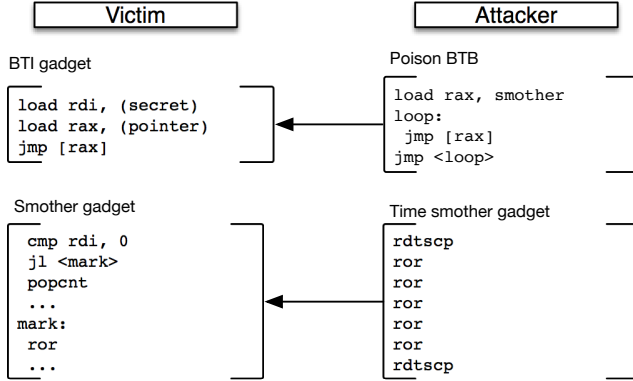 Victim
Attacker
BTI gadget
load rdi, (secret)
load rax, (pointer)
jmp [rax]
Poison BTB
load rax, smother
loop:
jmp [rax]
jmp <loop>
Smother gadget
cmp rdi, 0
jl <mark>
popcnt
...
mark:
ror
...
Time smother gadget
rdtscp
ror
ror
ror
ror
ror
rdtscp